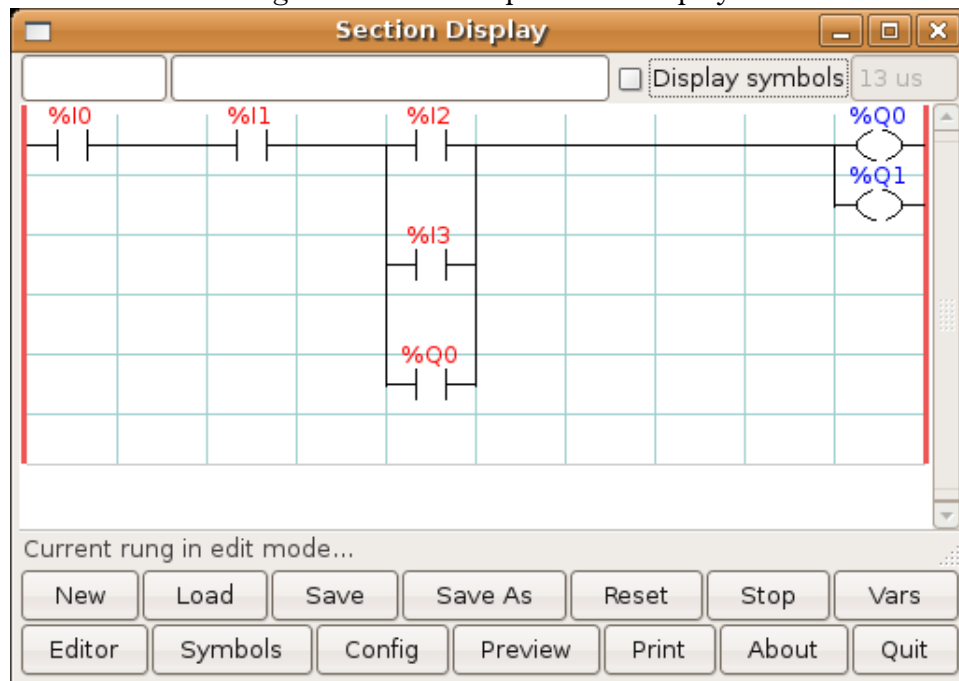 Section Display
Display symbols 13 us
%I0 %I1 %I2 %Q0
%Q1
%I3
%Q0
Current rung in edit mode...
New Load Save Save As Reset Stop Vars
Editor Symbols Config Preview Print About Quit